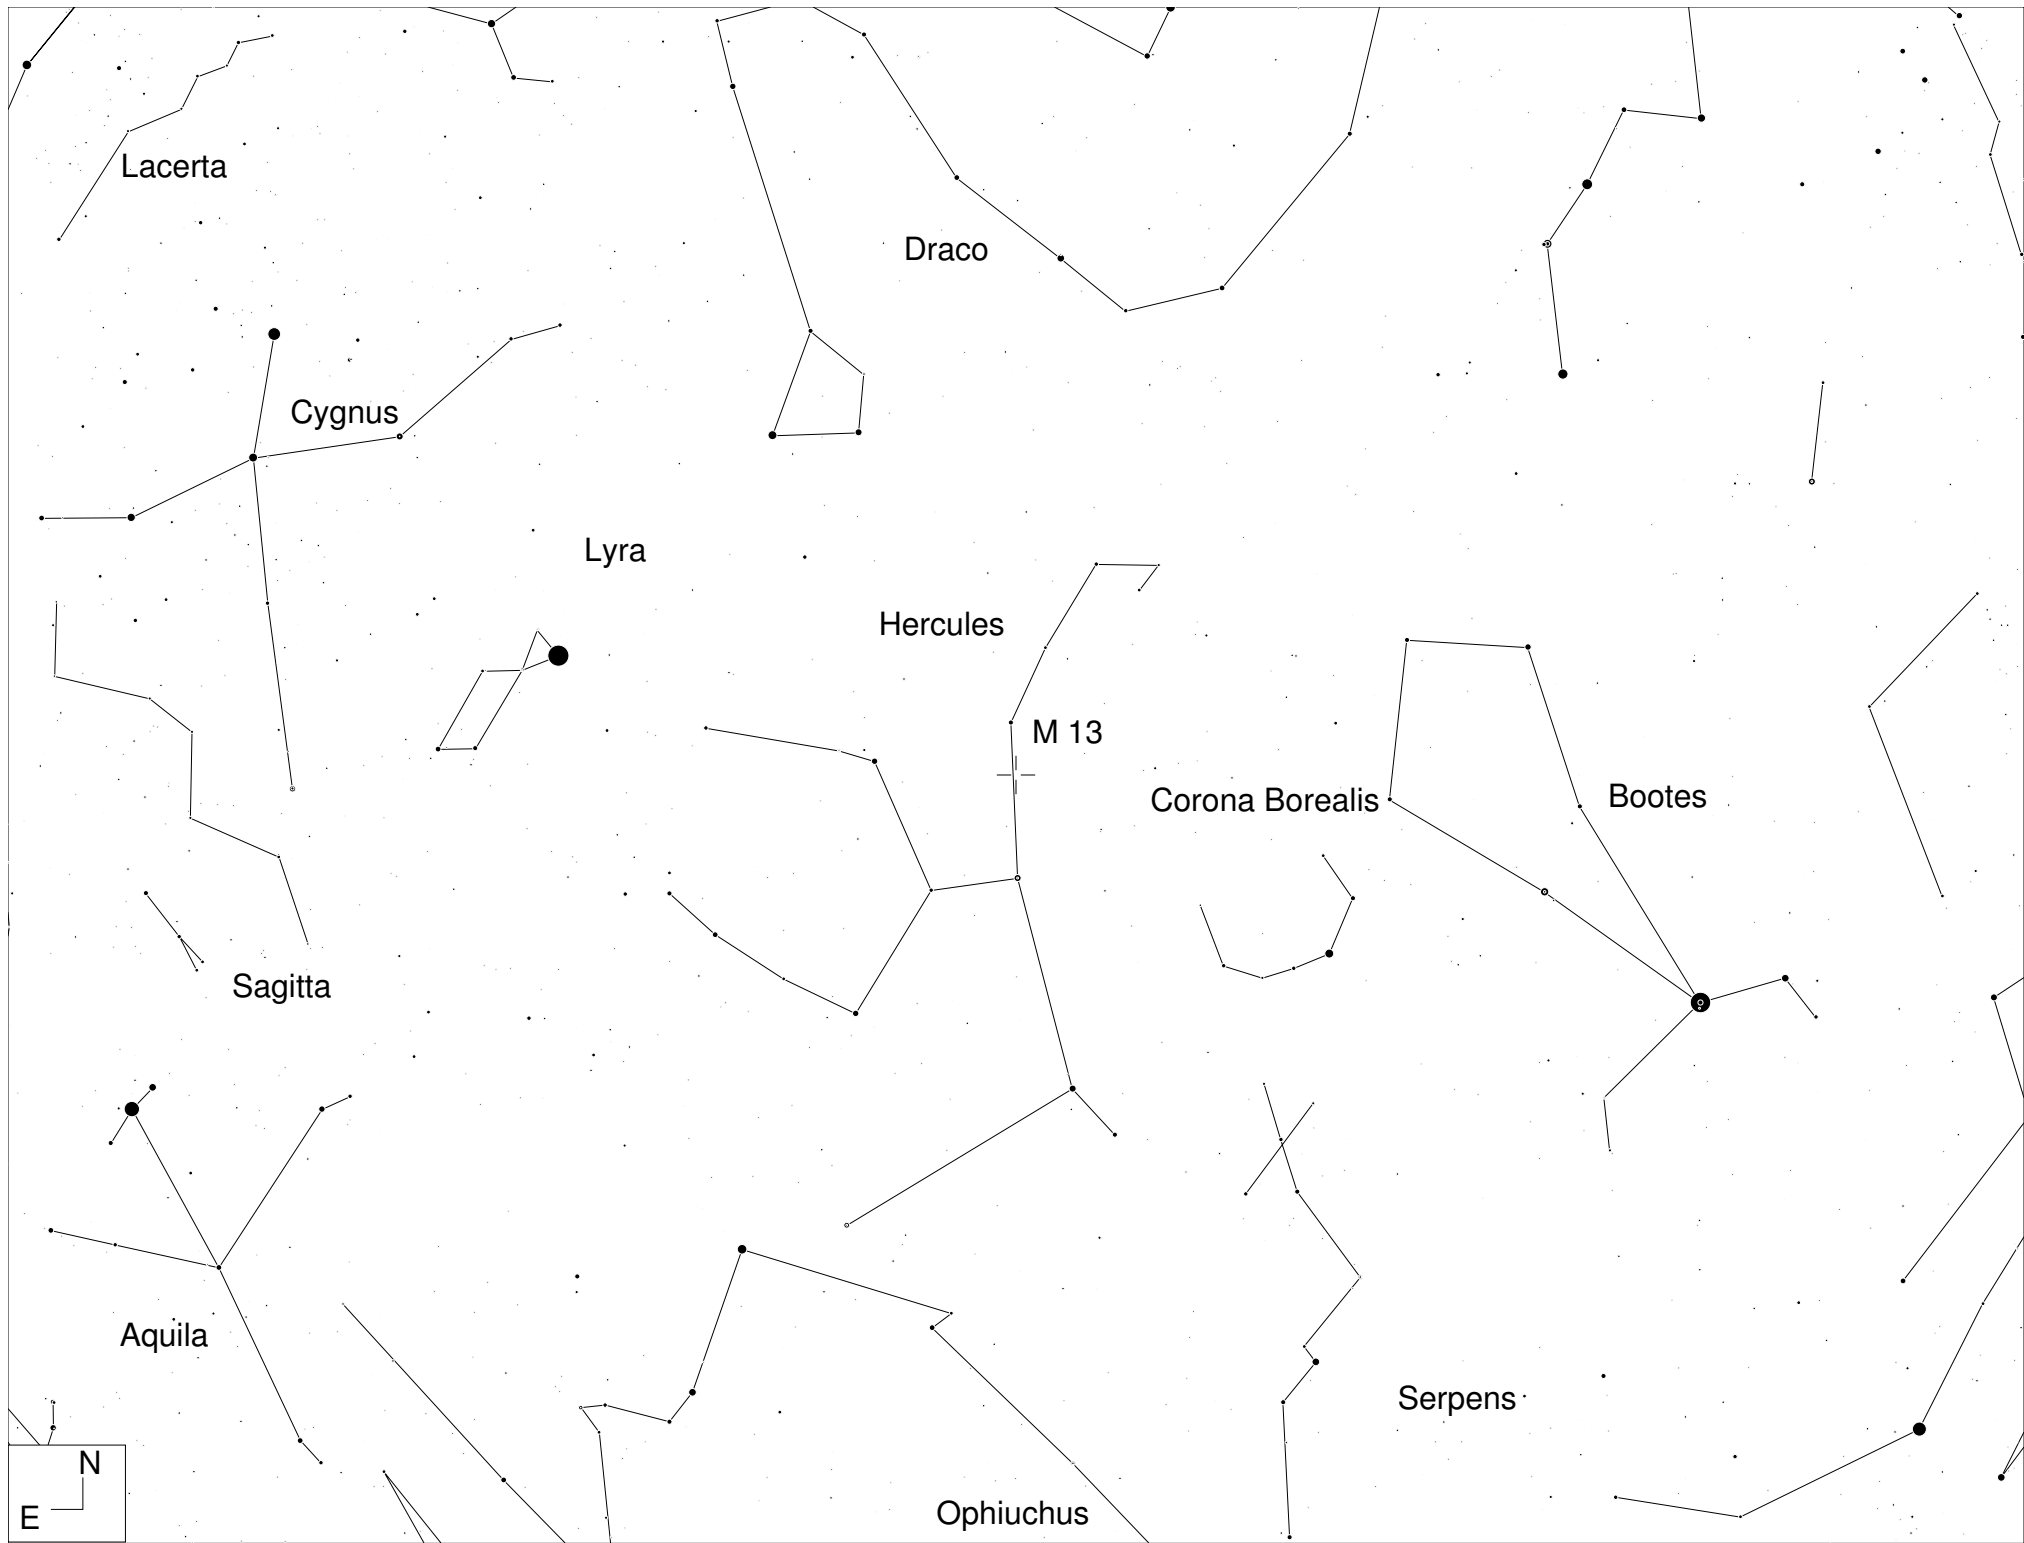 Lacerta
Draco
Cygnus
Lyra
Hercules
M 13
Corona Borealis
Bootes
Sagitta
Aquila
Serpens
Ophiuchus
N
E